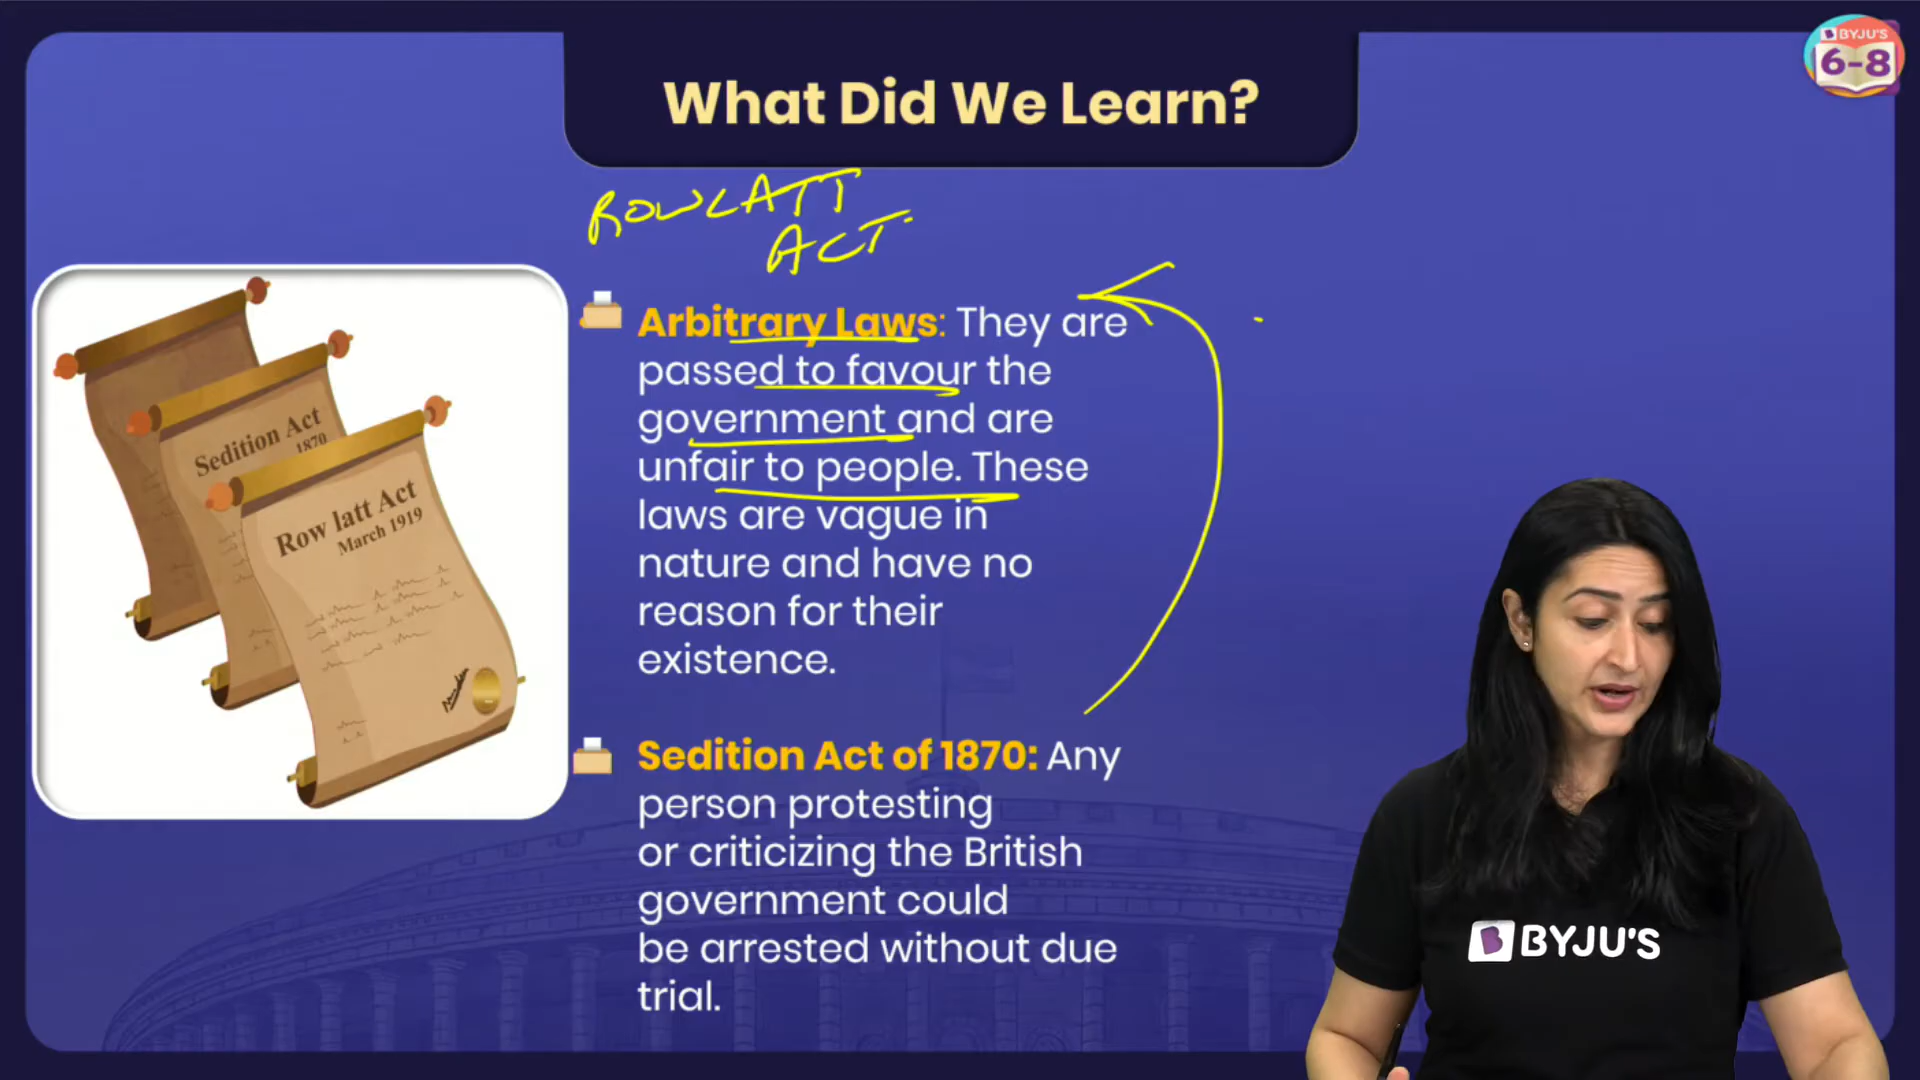 BYJU'S
6-8
What Did We Learn?
ROWLATT
ACT
Arbitrary Laws: They are
passed to favour the
government and are
unfair to people. These
laws are vague in
nature and have no
reason for their
existence.
Sedition Act
1870
Row latt Act
March 1919
Sedition Act of 1870: Any
person protesting
or criticizing the British
government could
be arrested without due
trial.
BYJU'S